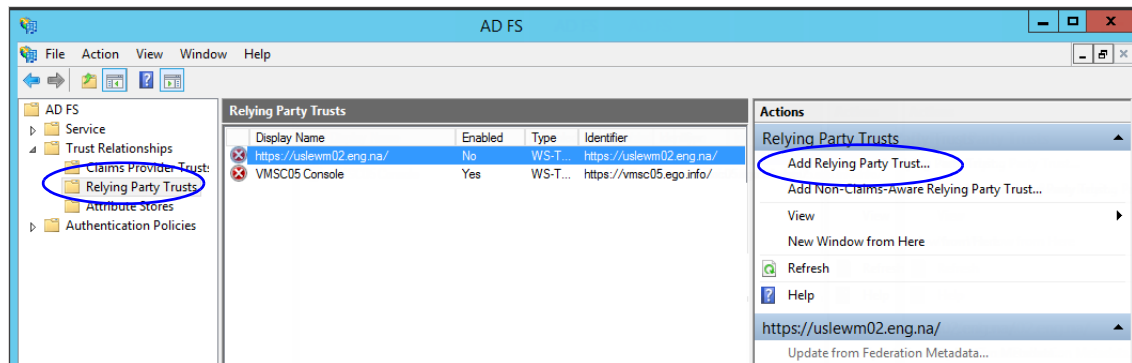 AD FS
File Action View Window Help
AD FS
Service
Trust Relationships
Claims Provider Trust
Relying Party Trusts
Attribute Stores
Authentication Policies
Relying Party Trusts
Display Name Enabled Type Identifier
https://uslewm02.eng.na/ No WS-T... https://uslewm02.eng.na/
VMSC05 Console Yes WS-T... https://vmsc05.ego.info/
Actions
Relying Party Trusts
Add Relying Party Trust...
Add Non-Claims-Aware Relying Party Trust...
View
New Window from Here
Refresh
Help
https://uslewm02.eng.na/
Update from Federation Metadata...